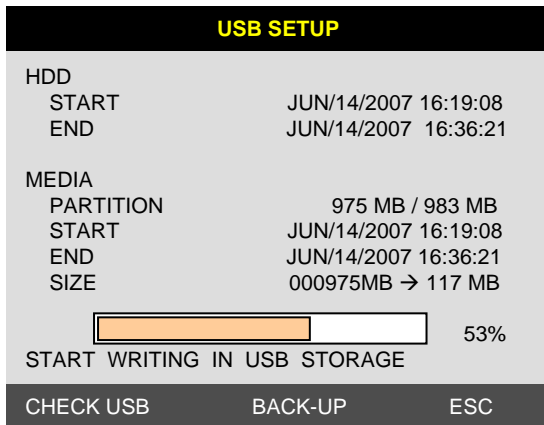 USB SETUP
HDD
START JUN/14/2007 16:19:08
END JUN/14/2007 16:36:21
MEDIA
PARTITION 975 MB / 983 MB
START JUN/14/2007 16:19:08
END JUN/14/2007 16:36:21
SIZE 000975MB → 117 MB
53%
START WRITING IN USB STORAGE
CHECK USB BACK-UP ESC